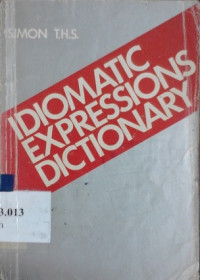 SIMON T.H.S.
IDIOMATIC
EXPRESSIONS
DICTIONARY
3.013